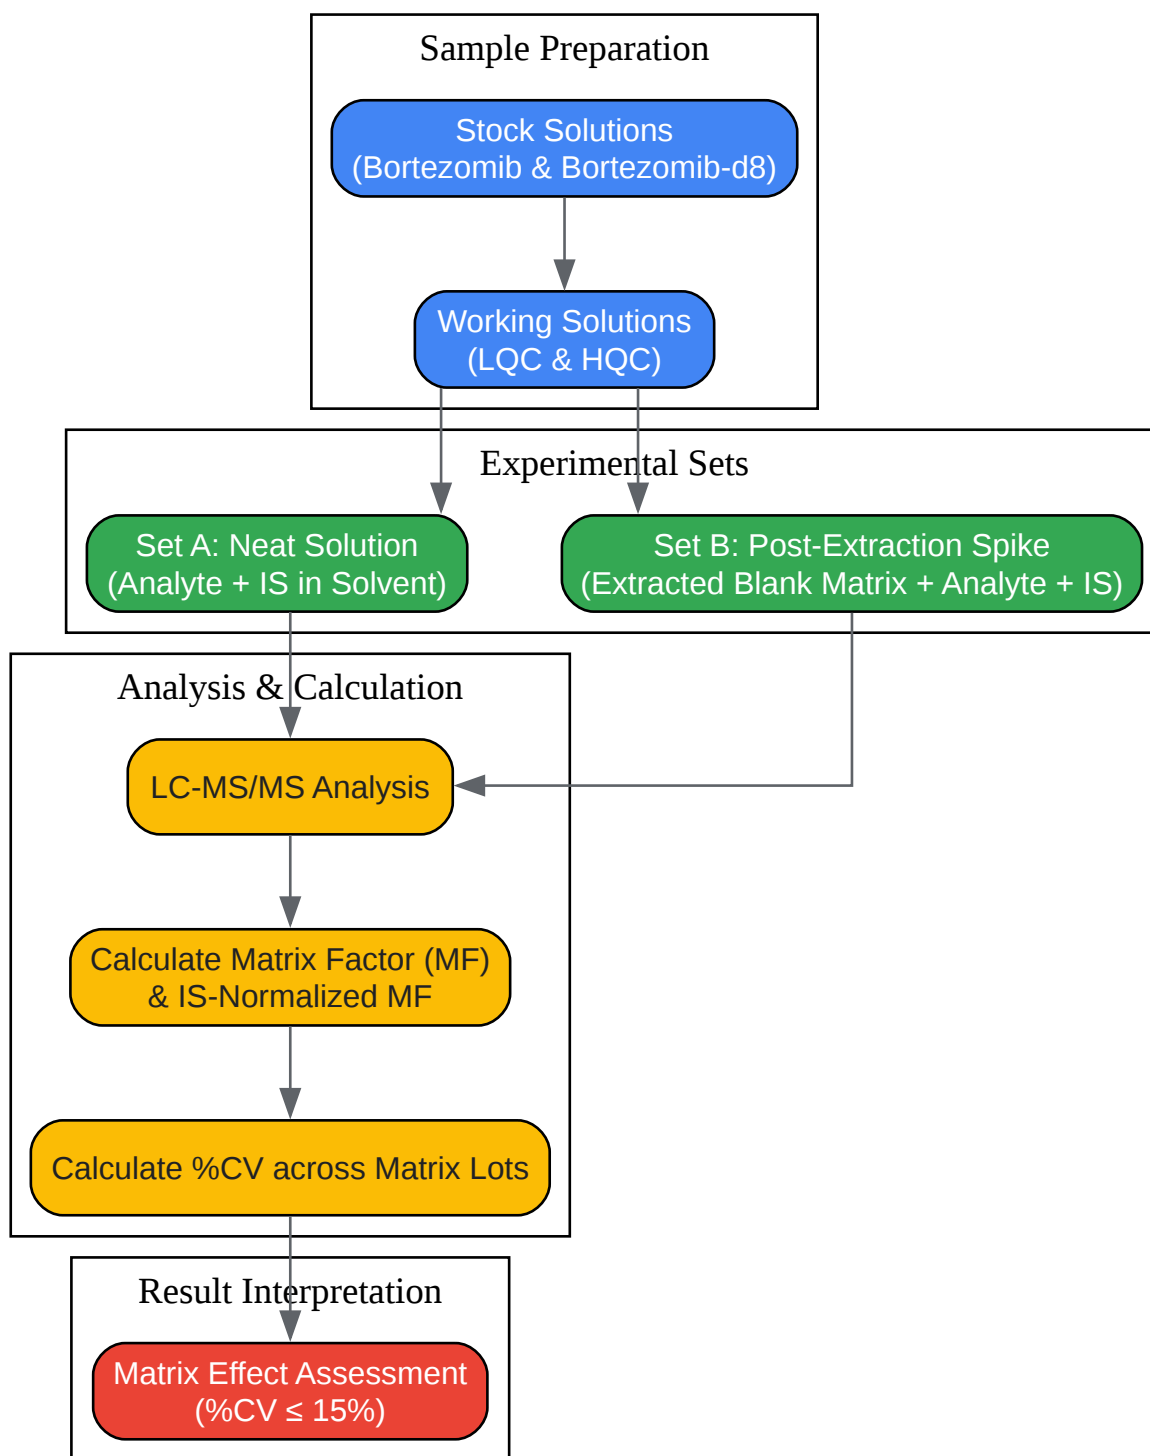 Sample Preparation
Stock Solutions
(Bortezomib & Bortezomib-d8)
Working Solutions
(LQC & HQC)
Experimental Sets
Set A: Neat Solution
(Analyte + IS in Solvent)
Set B: Post-Extraction Spike
(Extracted Blank Matrix + Analyte + IS)
Analysis & Calculation
LC-MS/MS Analysis
Calculate Matrix Factor (MF)
& IS-Normalized MF
Calculate %CV across Matrix Lots
Result Interpretation
Matrix Effect Assessment
(%CV ≤ 15%)